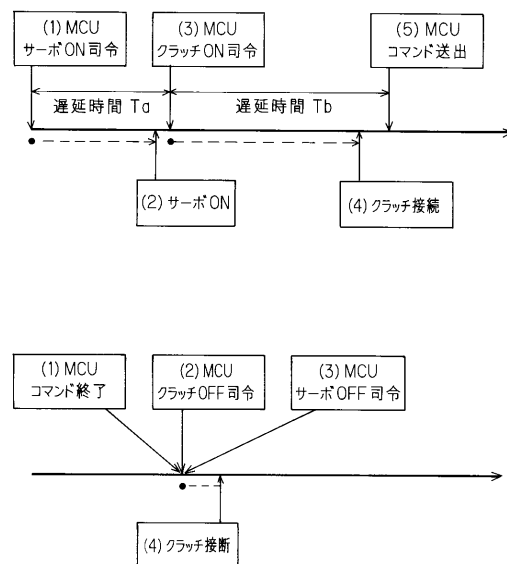 (1) MCU
サーボON司令
(3) MCU
クラッチON司令
(5) MCU
コマンド送出
遅延時間 Ta
遅延時間 Tb
(2) サーボON
(4) クラッチ接続
(1) MCU
コマンド終了
(2) MCU
クラッチOFF司令
(3) MCU
サーボOFF司令
(4) クラッチ接断